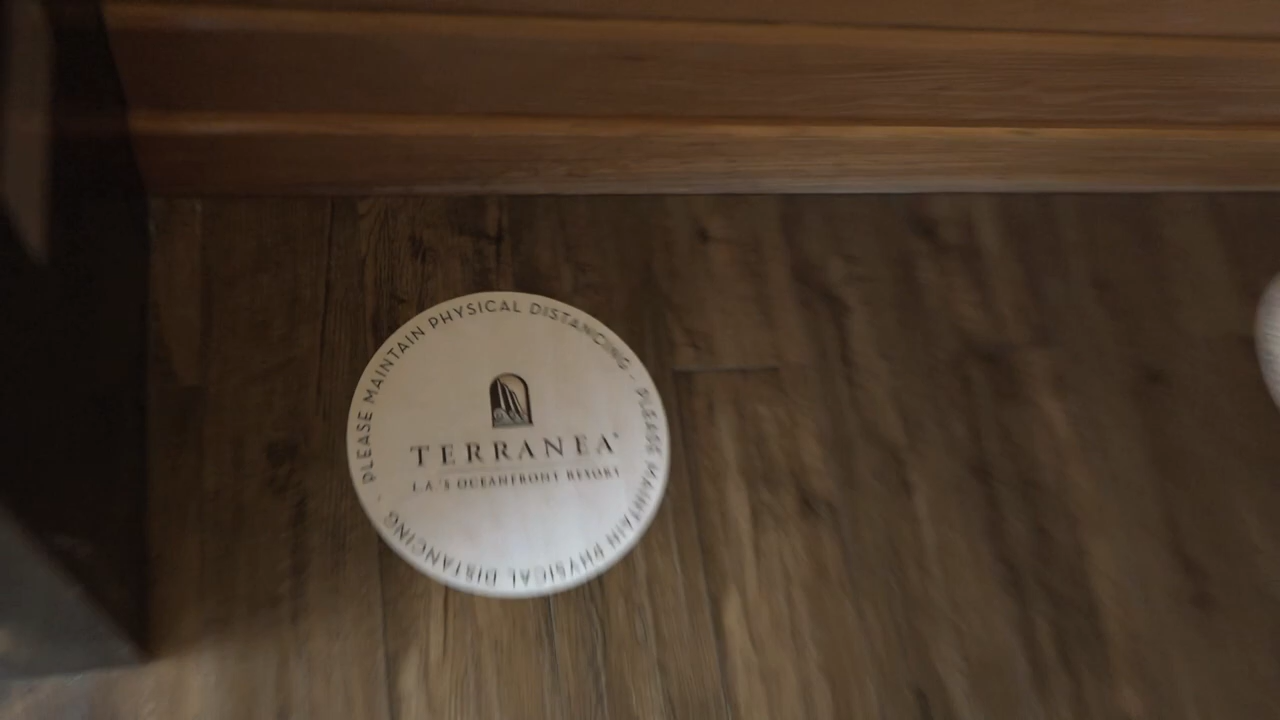 PLEASE MAINTAIN PHYSICAL DISTANCING · PLEASE MAINTAIN PHYSICAL DISTANCING ·
TERRANEA®
L.A.'S OCEANFRONT RESORT